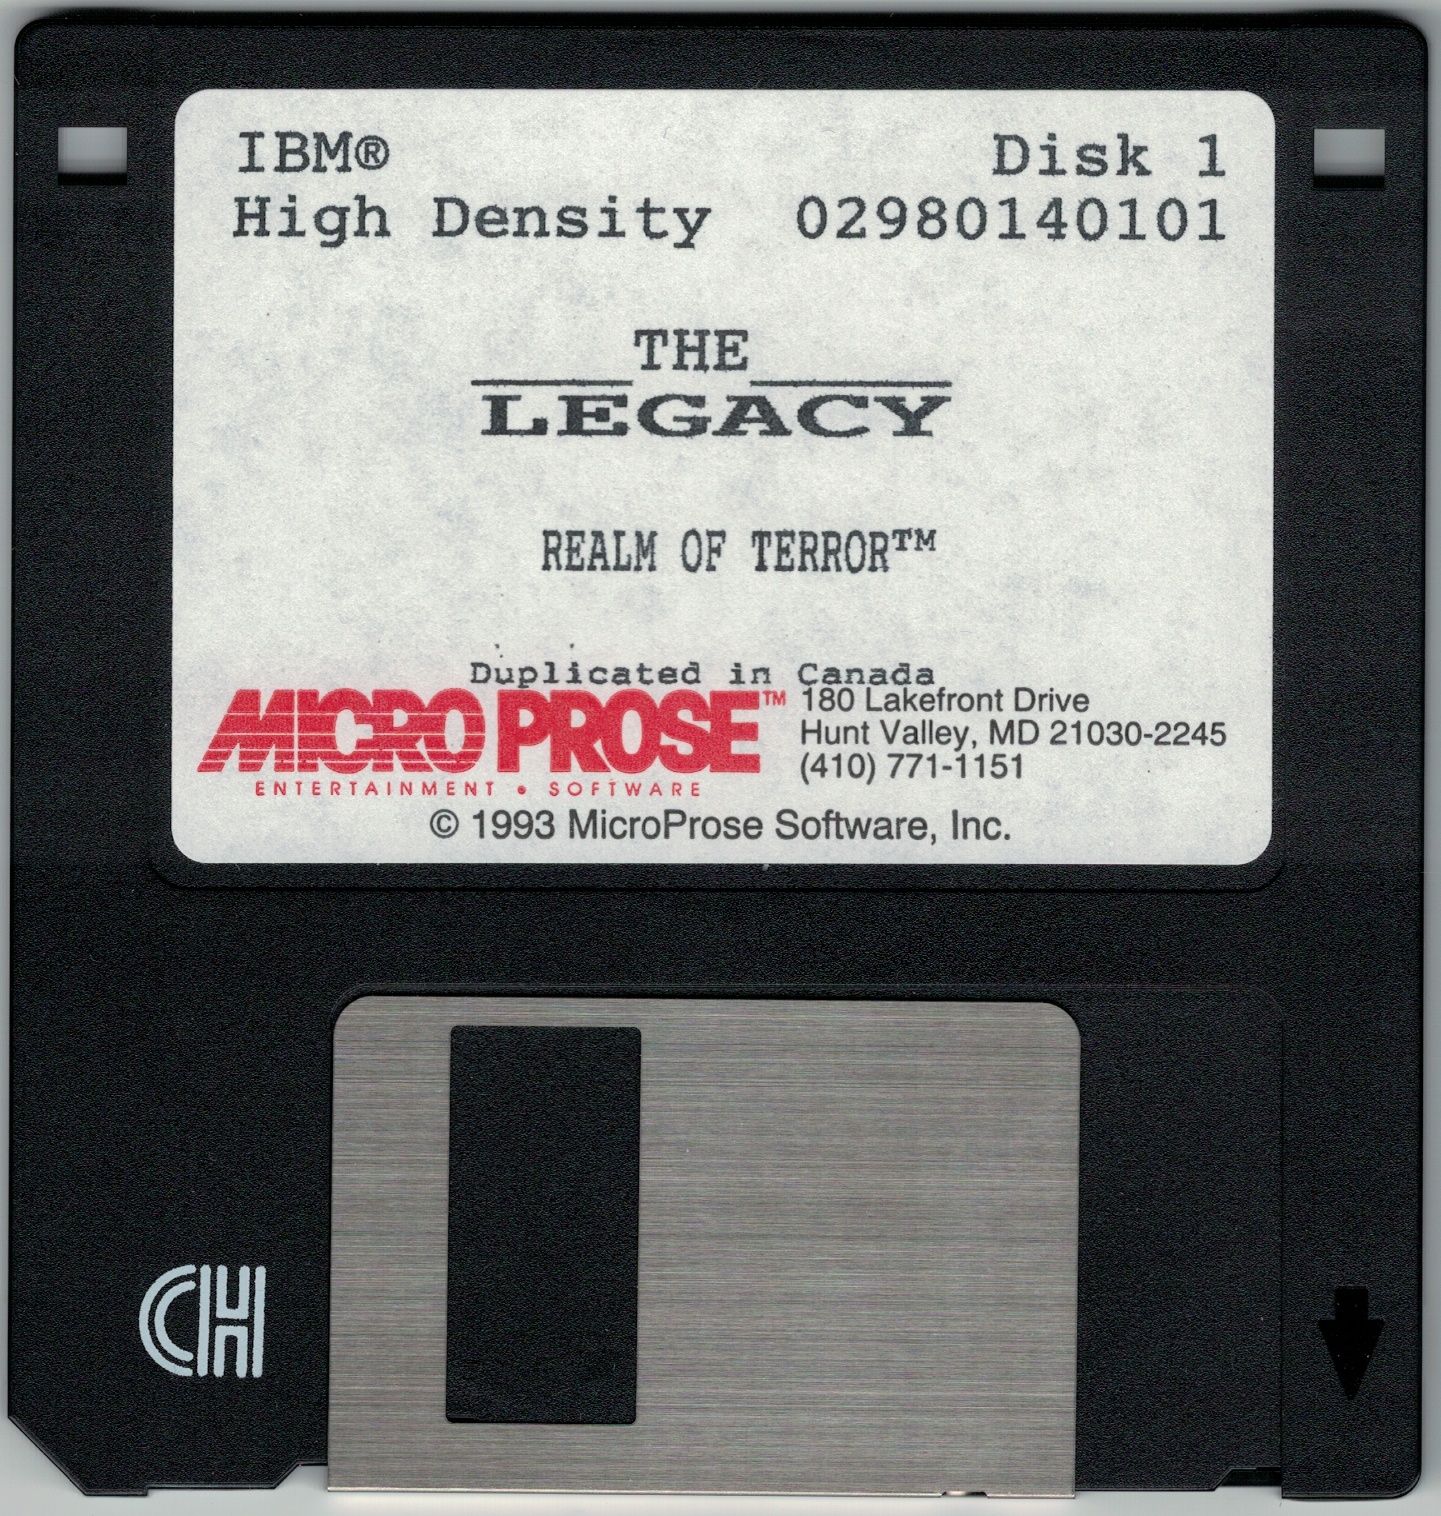 IBM® Disk 1
High Density 02980140101
THE
LEGACY
REALM OF TERROR™
Duplicated in Canada
MICRO PROSE™ 180 Lakefront Drive
Hunt Valley, MD 21030-2245
(410) 771-1151
ENTERTAINMENT • SOFTWARE
© 1993 MicroProse Software, Inc.
CH